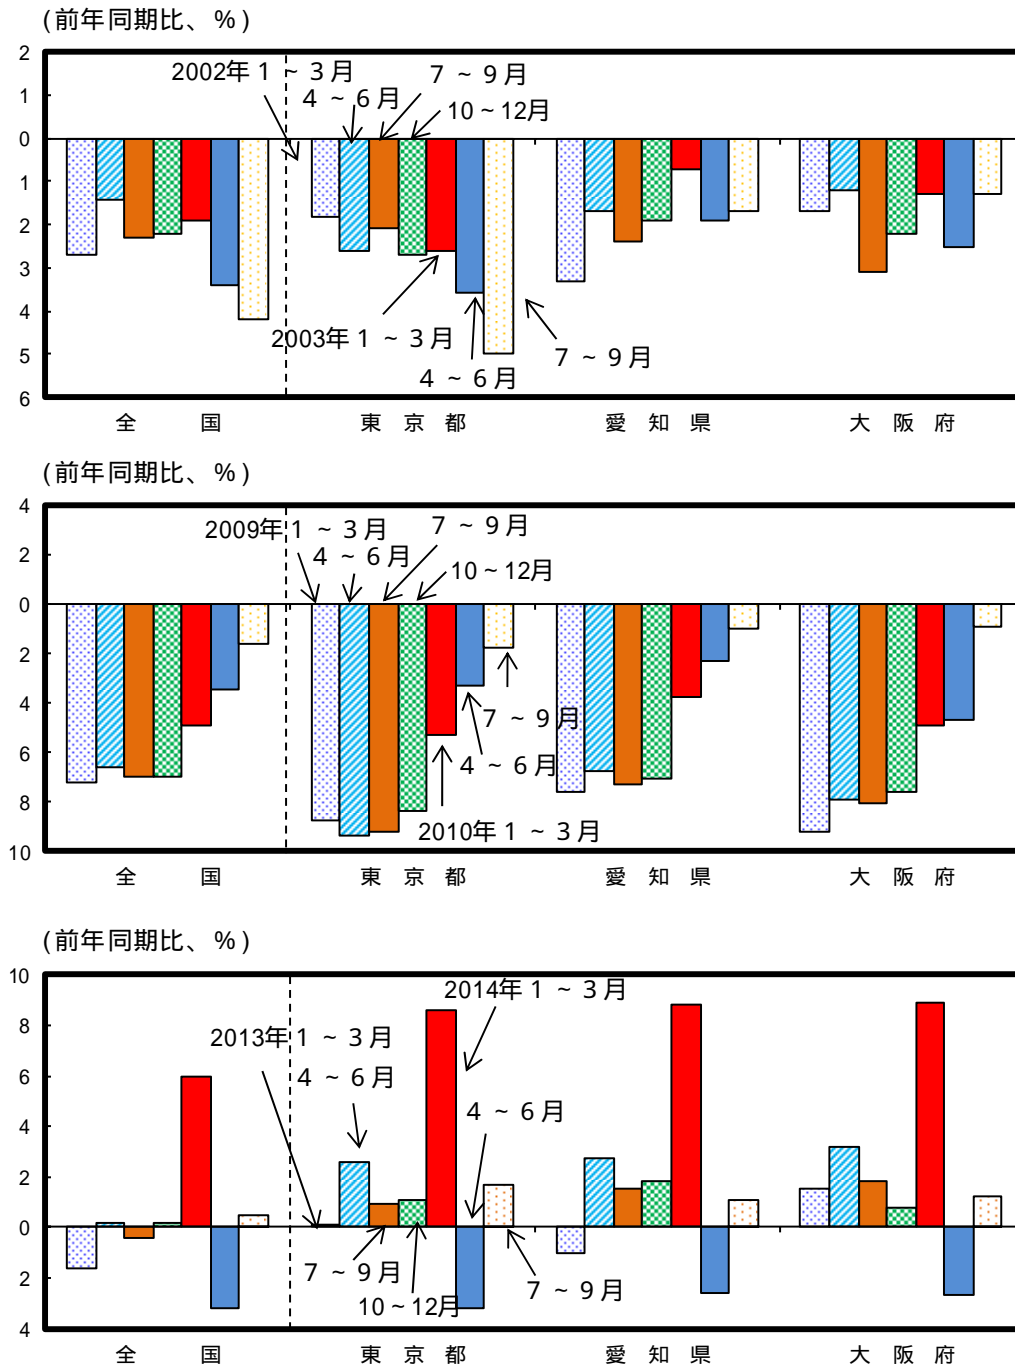 (前年同期比、％)
2
1
0
1
2
3
4
5
6
2002年１～３月
４～６月
７～９月
10～12月
2003年１～３月
４～６月
７～９月
全国
東京都
愛知県
大阪府
(前年同期比、％)
4
2
0
2
4
6
8
10
2009年１～３月
４～６月
７～９月
10～12月
７～９月
４～６月
2010年１～３月
全国
東京都
愛知県
大阪府
(前年同期比、％)
10
8
6
4
2
0
2
4
2014年１～３月
2013年１～３月
４～６月
４～６月
７～９月
10～12月
７～９月
全国
東京都
愛知県
大阪府